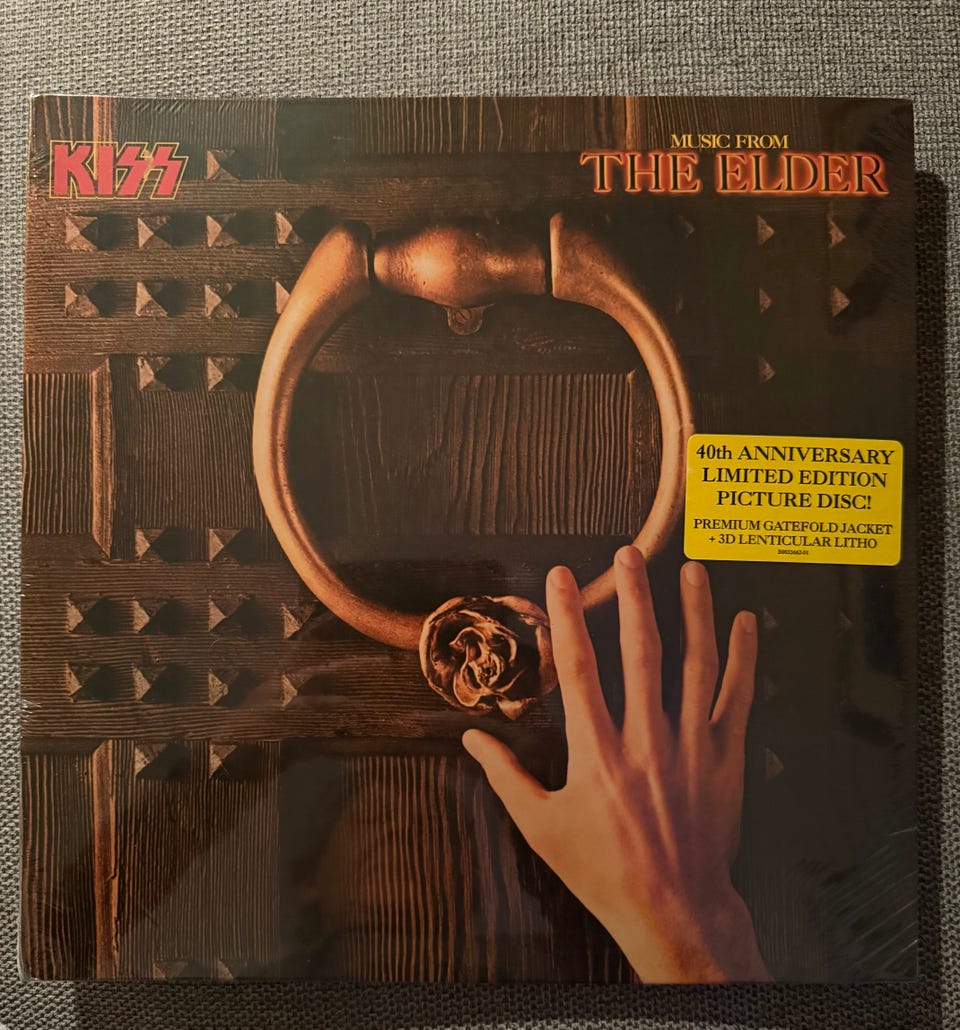 KISS
MUSIC FROM
THE ELDER
40th ANNIVERSARY
LIMITED EDITION
PICTURE DISC!
PREMIUM GATEFOLD JACKET
+ 3D LENTICULAR LITHO